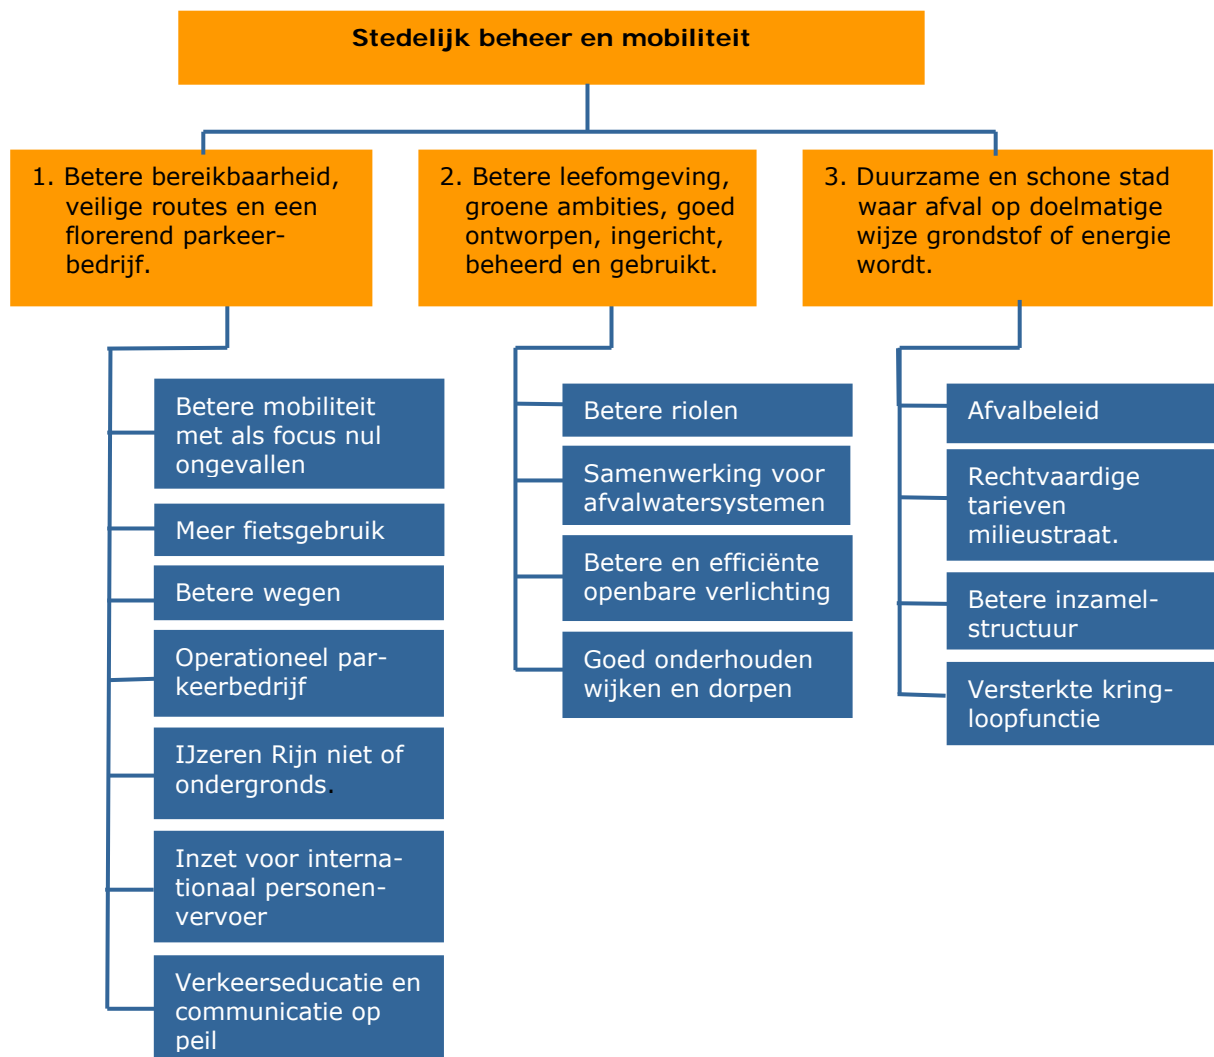 Stedelijk beheer en mobiliteit
1. Betere bereikbaarheid,
veilige routes en een
florerend parkeer-
bedrijf.
2. Betere leefomgeving,
groene ambities, goed
ontworpen, ingericht,
beheerd en gebruikt.
3. Duurzame en schone stad
waar afval op doelmatige
wijze grondstof of energie
wordt.
Betere mobiliteit
met als focus nul
ongevallen
Meer fietsgebruik
Betere wegen
Operationeel par-
keerbedrijf
IJzeren Rijn niet of
ondergronds.
Inzet voor interna-
tionaal personen-
vervoer
Verkeerseducatie en
communicatie op
peil
Betere riolen
Samenwerking voor
afvalwatersystemen
Betere en efficiënte
openbare verlichting
Goed onderhouden
wijken en dorpen
Afvalbeleid
Rechtvaardige
tarieven
milieustraat.
Betere inzamel-
structuur
Versterkte kring-
loopfunctie